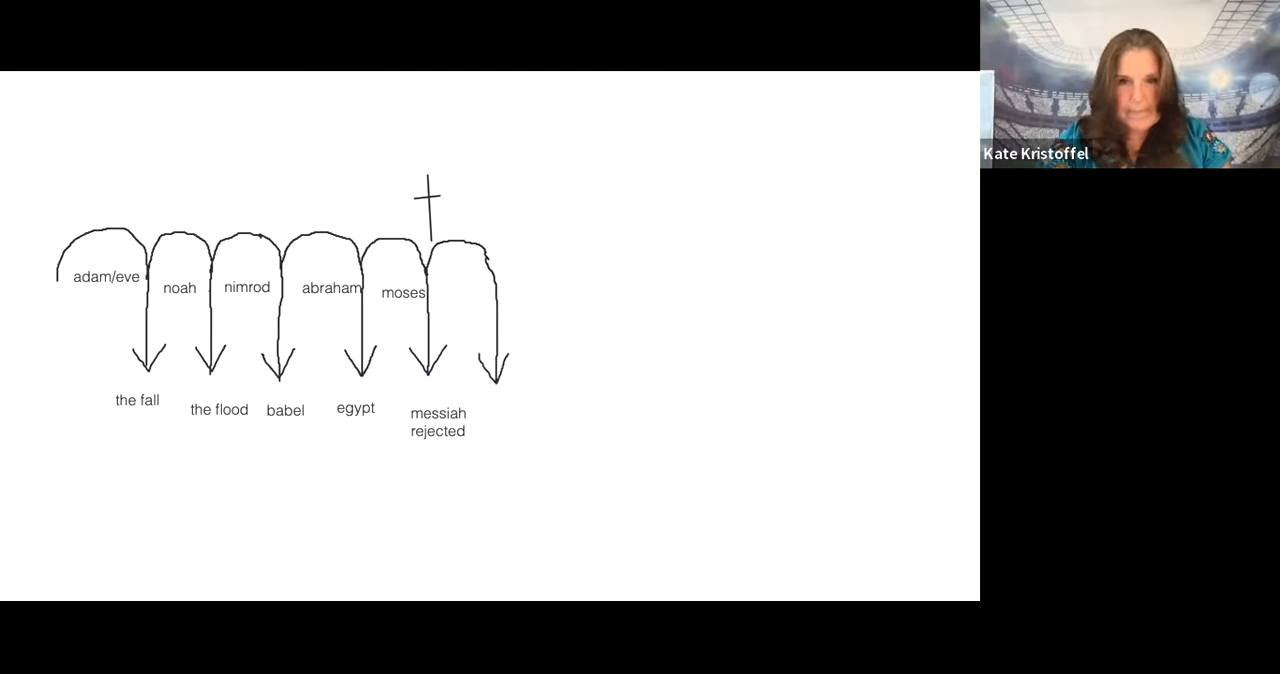 Kate Kristoffel
adam/eve
noah
nimrod
abraham
moses
the fall
the flood
babel
egypt
messiah
rejected